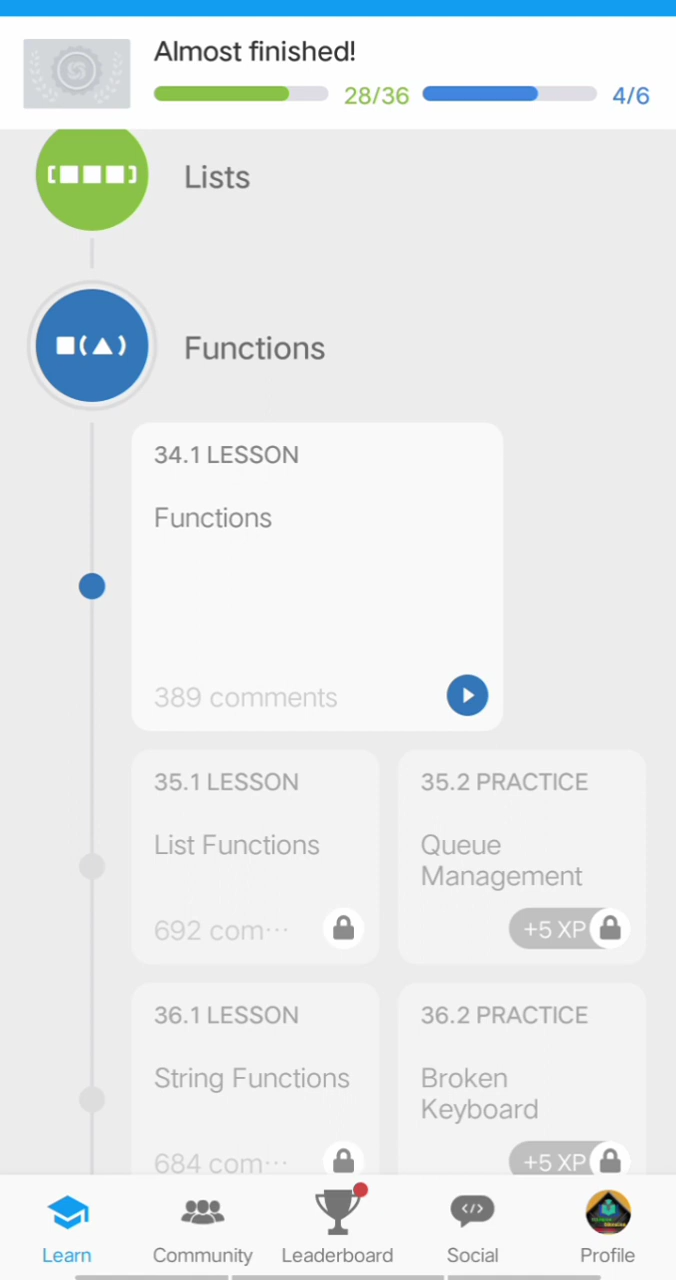 Almost finished!
28/36
4/6
Lists
Functions
34.1 LESSON
Functions
389 comments
35.1 LESSON
List Functions
692 com···
35.2 PRACTICE
Queue
Management
+5 XP
36.1 LESSON
String Functions
684 com···
36.2 PRACTICE
Broken
Keyboard
+5 XP
Learn
Community
Leaderboard
Social
Profile